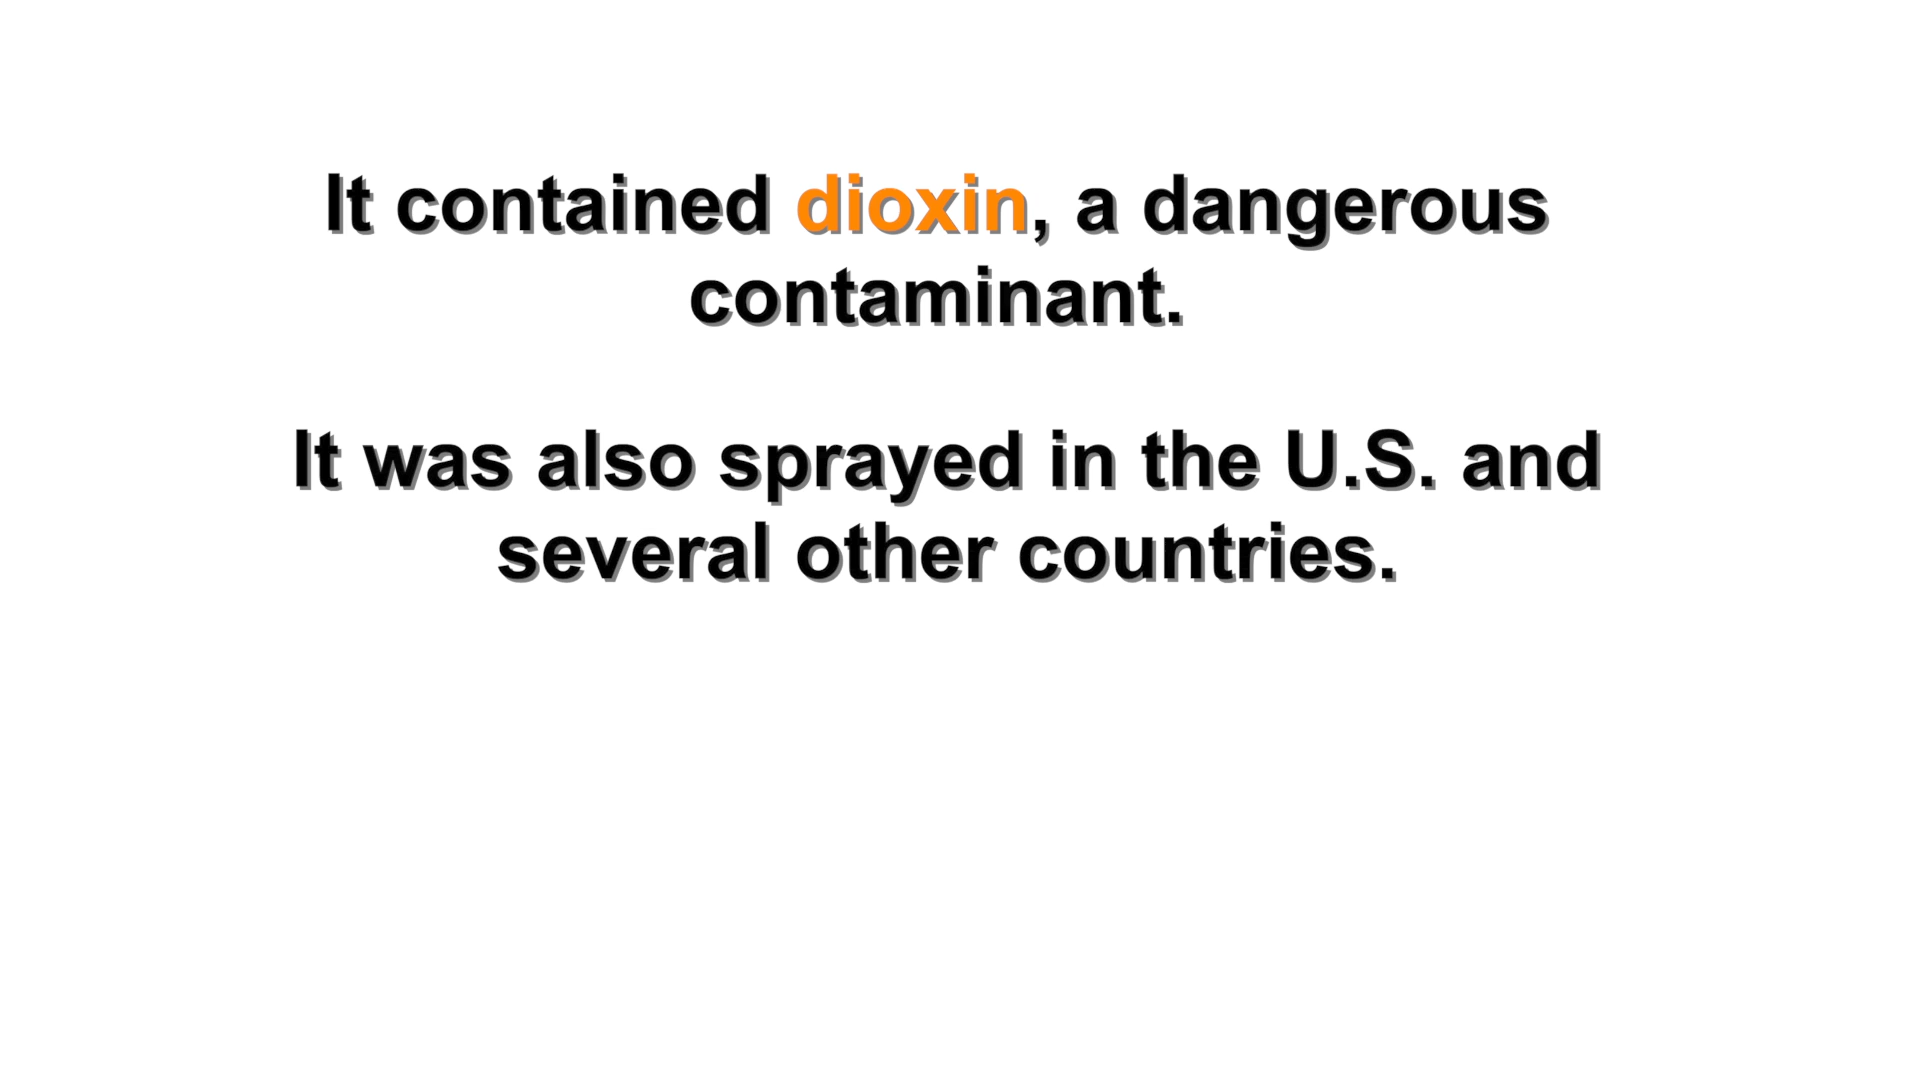 It contained dioxin, a dangerous
contaminant.
It was also sprayed in the U.S. and
several other countries.